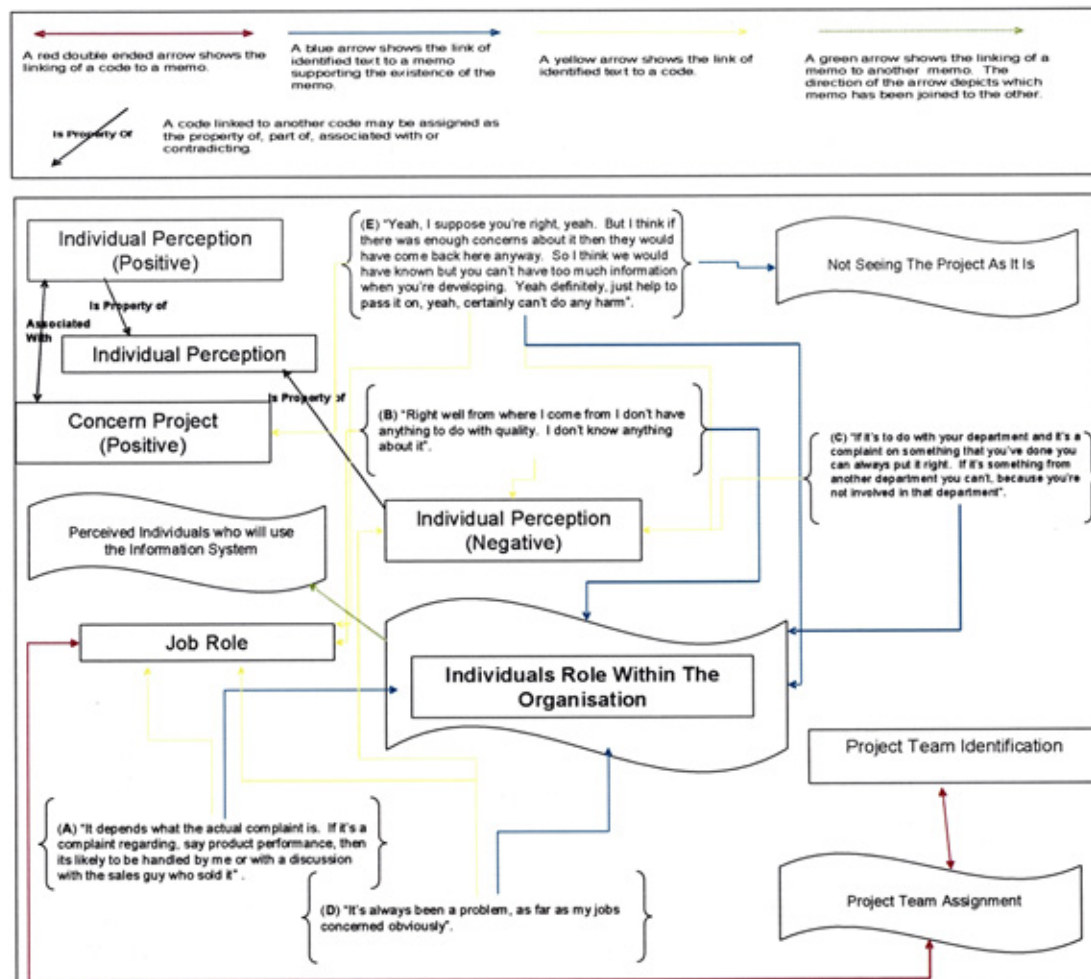 A red double ended arrow shows the
linking of a code to a memo.
A blue arrow shows the link of
identified text to a memo
supporting the existence of the
memo.
A yellow arrow shows the link of
identified text to a code.
A green arrow shows the linking of a
memo to another memo. The
direction of the arrow depicts which
memo has been joined to the other.
Is Property Of
A code linked to another code may be assigned as
the property of, part of, associated with or
contradicting.
Individual Perception
(Positive)
(E) "Yeah, I suppose you're right, yeah. But I think if
there was enough concerns about it then they would
have come back here anyway. So I think we would
have known but you can't have too much information
when you're developing. Yeah definitely, just help to
pass it on, yeah, certainly can't do any harm".
Not Seeing The Project As It Is
Is Property of
Associated
With
Individual Perception
Is Property of
Concern Project
(Positive)
(B) "Right well from where I come from I don't have
anything to do with quality. I don't know anything
about it".
(C) "If it's to do with your department and it's a
complaint on something that you've done you
can always put it right. If it's something from
another department you can't, because you're
not involved in that department".
Perceived Individuals who will use
the Information System
Individual Perception
(Negative)
Job Role
Individuals Role Within The
Organisation
Project Team Identification
(A) "It depends what the actual complaint is. If it's a
complaint regarding, say product performance, then
its likely to be handled by me or with a discussion
with the sales guy who sold it" .
(D) "It's always been a problem, as far as my jobs
concerned obviously".
Project Team Assignment